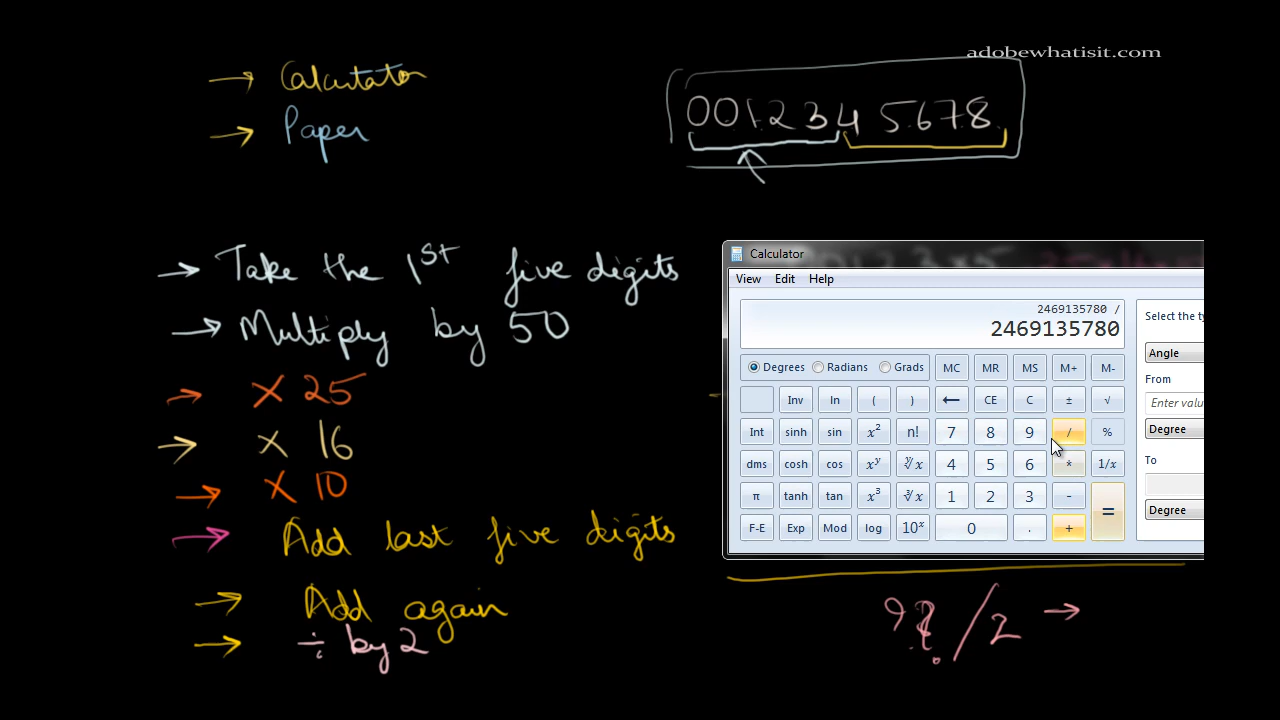 adobewhatisit.com
→ Calculator
→ Paper
0012345678
→ Take the 1st five digits
→ Multiply by 50
→ X 25
→ X 16
→ X 10
→ Add last five digits
→ Add again
→ ÷ by 2
Calculator
View Edit Help
2469135780 /
2469135780
Degrees Radians Grads MC MR MS M+ M-
Inv ln ( ) ← CE C ± √
Int sinh sin x² n! 7 8 9 / %
dms cosh cos xʸ ʸ√x 4 5 6 * 1/x
π tanh tan x³ ³√x 1 2 3 - =
F-E Exp Mod log 10ˣ 0 . +
Select the ty
Angle
From
Enter valu
Degree
To
Degree
/2 →